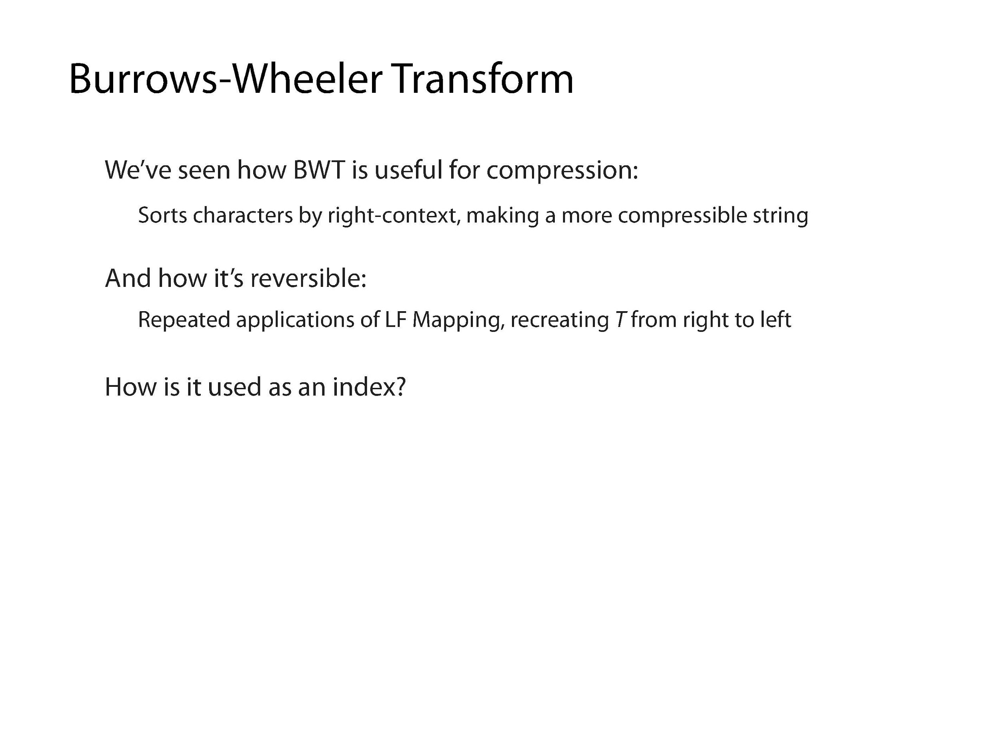 Burrows-Wheeler Transform
We’ve seen how BWT is useful for compression:
Sorts characters by right-context, making a more compressible string
And how it’s reversible:
Repeated applications of LF Mapping, recreating T from right to left
How is it used as an index?